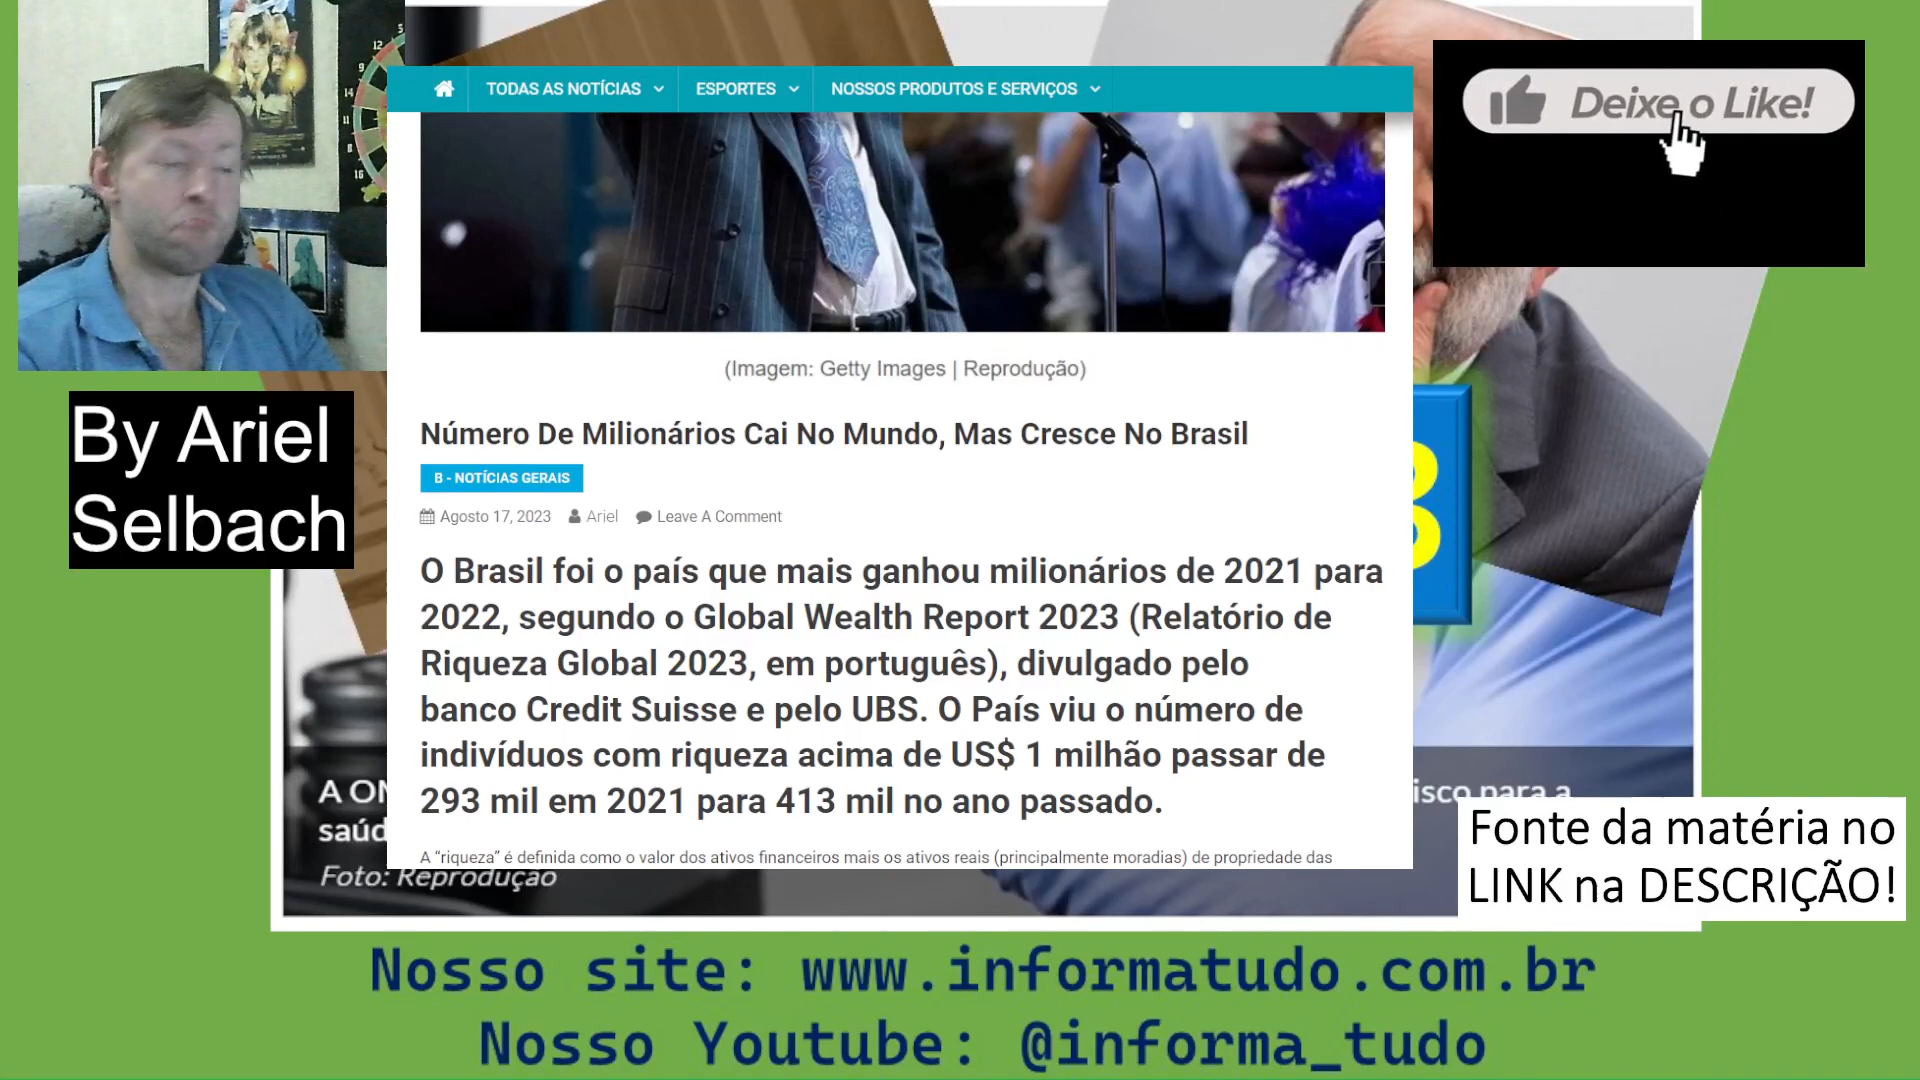 TODAS AS NOTÍCIAS
ESPORTES
NOSSOS PRODUTOS E SERVIÇOS
Deixe o Like!
(Imagem: Getty Images | Reprodução)
Número De Milionários Cai No Mundo, Mas Cresce No Brasil
B - NOTÍCIAS GERAIS
Agosto 17, 2023 Ariel Leave A Comment
O Brasil foi o país que mais ganhou milionários de 2021 para
2022, segundo o Global Wealth Report 2023 (Relatório de
Riqueza Global 2023, em português), divulgado pelo
banco Credit Suisse e pelo UBS. O País viu o número de
indivíduos com riqueza acima de US$ 1 milhão passar de
293 mil em 2021 para 413 mil no ano passado.
A “riqueza” é definida como o valor dos ativos financeiros mais os ativos reais (principalmente moradias) de propriedade das
By Ariel
Selbach
A
para a
Foto: Reprodução
Fonte da matéria no
LINK na DESCRIÇÃO!
Nosso site: www.informatudo.com.br
Nosso Youtube: @informa_tudo